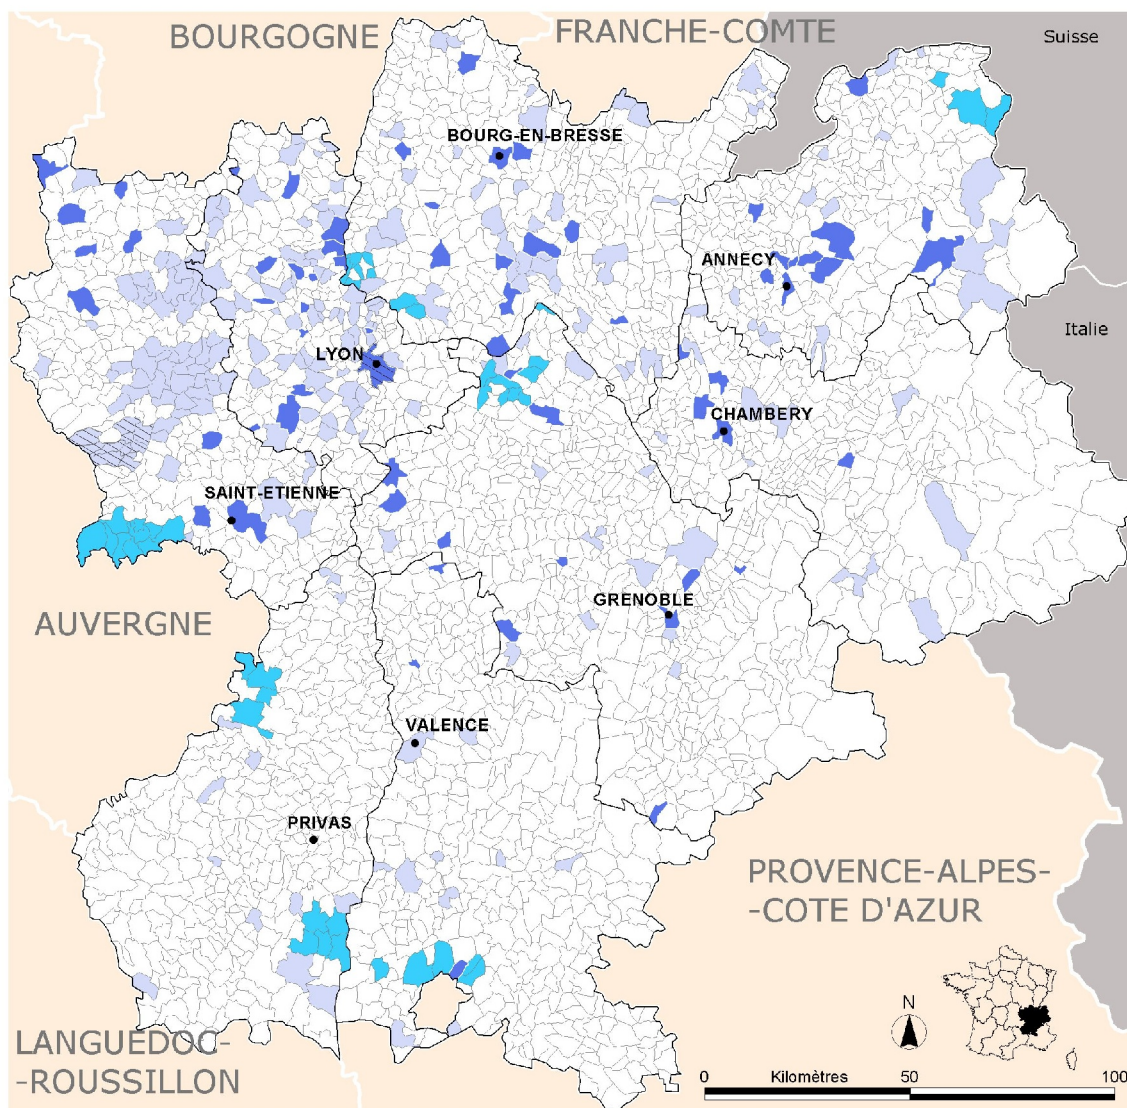 BOURGOGNE
FRANCHE-COMTE
Suisse
BOURG-EN-BRESSE
ANNECY
Italie
LYON
CHAMBERY
SAINT-ETIENNE
GRENOBLE
AUVERGNE
VALENCE
PRIVAS
PROVENCE-ALPES-
-COTE D'AZUR
N
LANGUEDOC-
-ROUSSILLON
0 Kilomètres 50 100